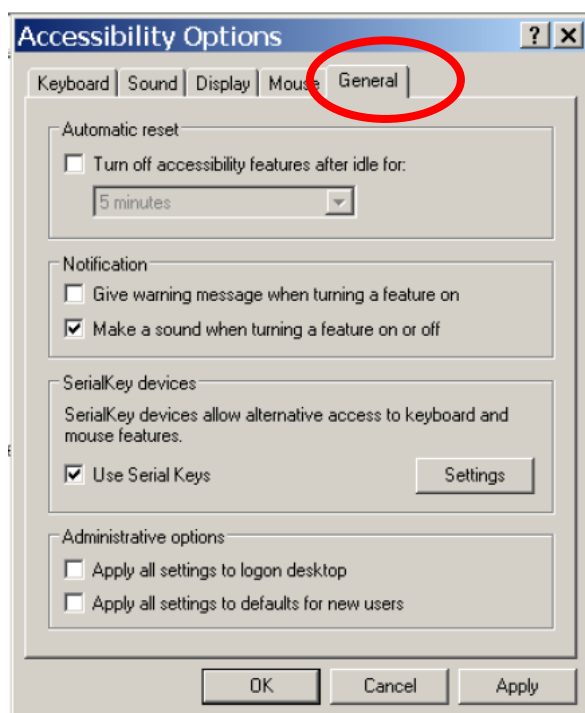 Accessibility Options ? X
Keyboard Sound Display Mouse General
Automatic reset
Turn off accessibility features after idle for:
5 minutes
Notification
Give warning message when turning a feature on
Make a sound when turning a feature on or off
SerialKey devices
SerialKey devices allow alternative access to keyboard and
mouse features.
Use Serial Keys Settings
Administrative options
Apply all settings to logon desktop
Apply all settings to defaults for new users
OK Cancel Apply